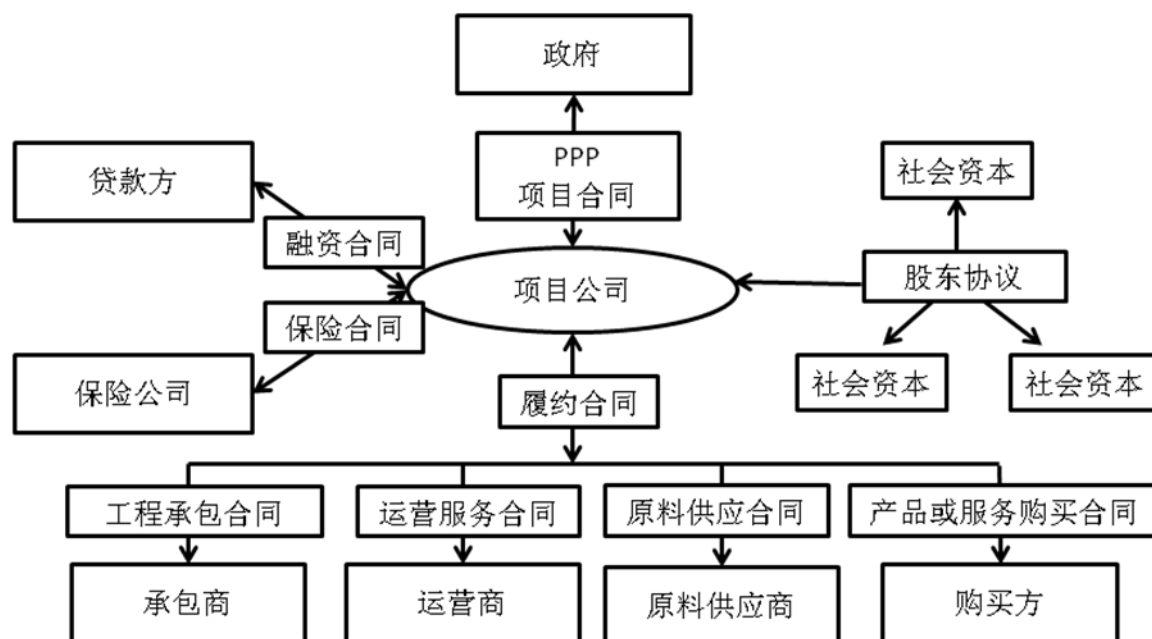 政府
PPP
项目合同
贷款方
社会资本
融资合同
项目公司
股东协议
保险合同
保险公司
履约合同
社会资本
社会资本
工程承包合同
运营服务合同
原料供应合同
产品或服务购买合同
承包商
运营商
原料供应商
购买方